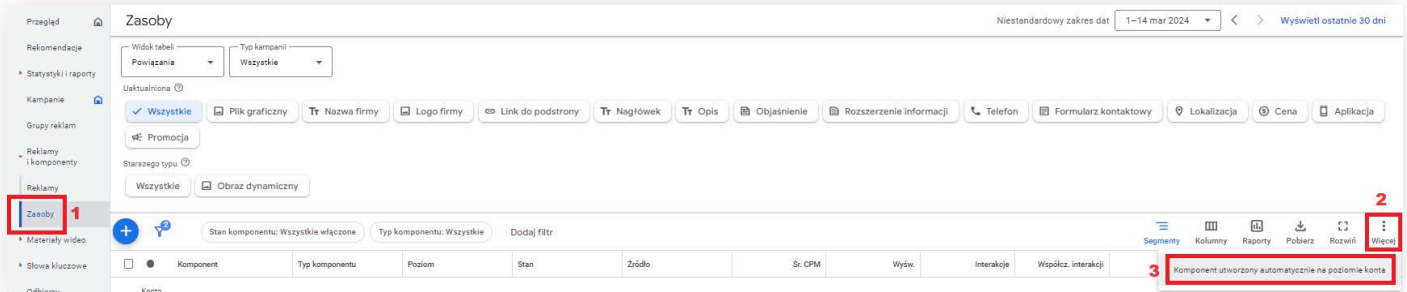 Przegląd
Zasoby
Niestandardowy zakres dat
1–14 mar 2024
Wyświetl ostatnie 30 dni
Rekomendacje
Statystyki i raporty
Kampanie
Grupy reklam
Reklamy
i komponenty
Reklamy
Zasoby
1
Materiały wideo
Słowa kluczowe
Odbiorcy
Widok tabeli
Powiązania
Typ kampanii
Wszystkie
Uaktualniona
Wszystkie
Plik graficzny
Nazwa firmy
Logo firmy
Link do podstrony
Nagłówek
Opis
Objaśnienie
Rozszerzenie informacji
Telefon
Formularz kontaktowy
Lokalizacja
Cena
Aplikacja
Promocja
Starszego typu
Wszystkie
Obraz dynamiczny
2
2
Stan komponentu: Wszystkie włączone
Typ komponentu: Wszystkie
Dodaj filtr
Segmenty
Kolumny
Raporty
Pobierz
Rozwiń
Więcej
Komponent
Typ komponentu
Poziom
Stan
Źródło
Śr. CPM
Wyśw.
Interakcje
Współcz. interakcji
3
Komponent utworzony automatycznie na poziomie konta
Konto